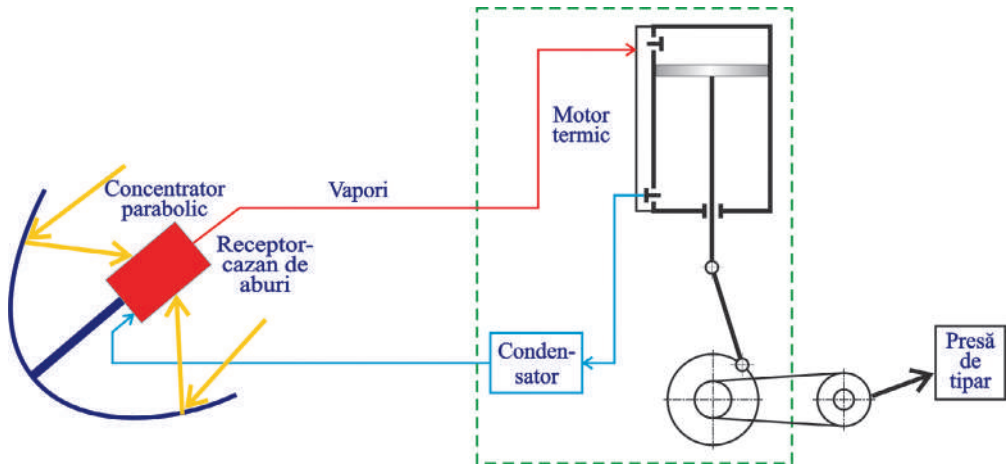 Concentrator
parabolic
Receptor-
cazan de
aburi
Vapori
Motor
termic
Conden-
sator
Presă
de
tipar